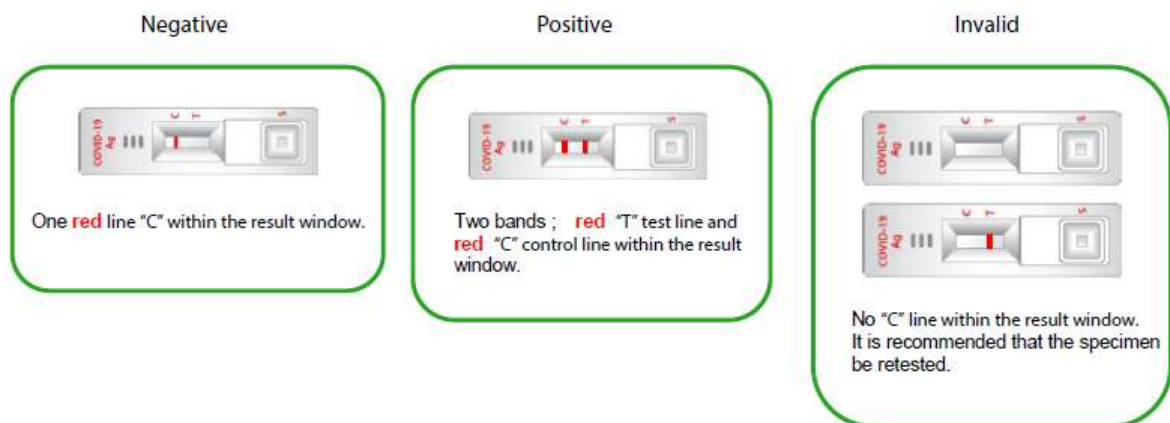 Negative
COVID-19
Ag
C T
S
One red line “C” within the result window.
Positive
COVID-19
Ag
C T
S
Two bands ; red “T” test line and
red “C” control line within the result
window.
Invalid
COVID-19
Ag
C T
S
COVID-19
Ag
C T
S
No “C” line within the result window.
It is recommended that the specimen
be retested.